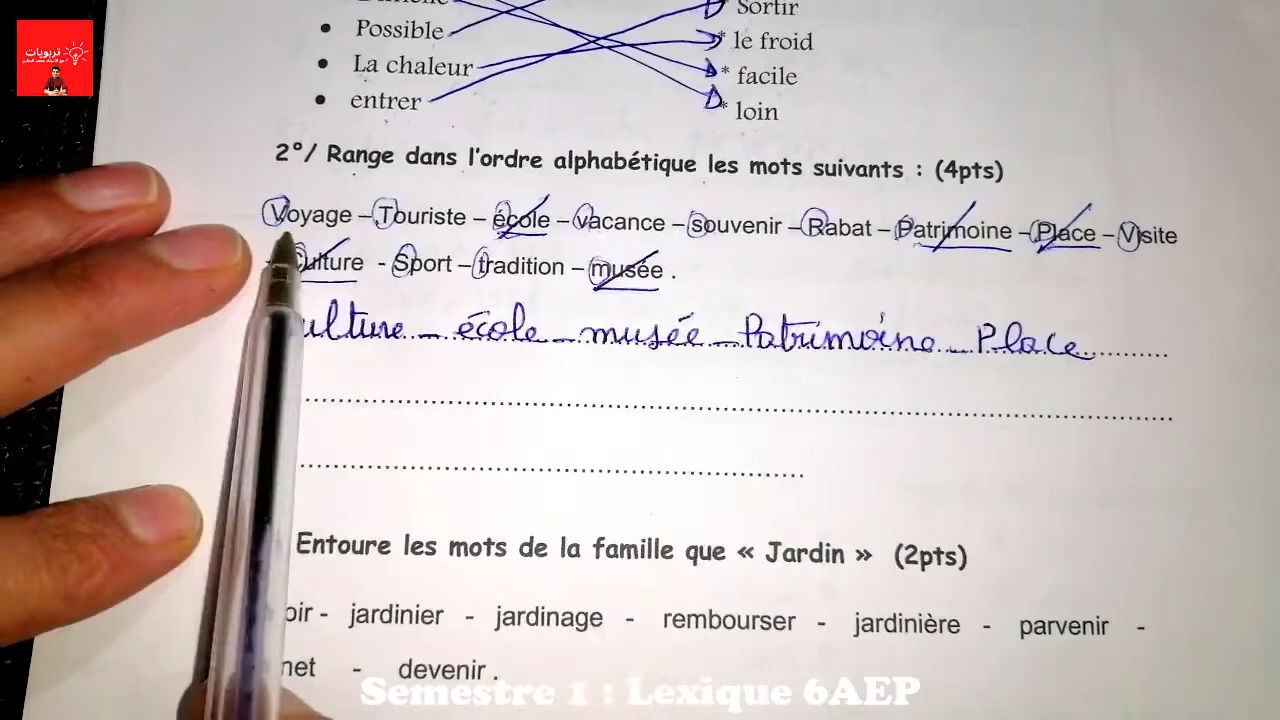 تربويات
Sortir
• Possible * le froid
• La chaleur * facile
• entrer * loin
2°/ Range dans l'ordre alphabétique les mots suivants : (4pts)
Voyage – Touriste – école – vacance – souvenir – Rabat – Patrimoine – Place – Visite
- Culture - Sport – tradition – musée .
ulture – école – musée – Patrimoine – Place
Entoure les mots de la famille que « Jardin » (2pts)
oir - jardinier - jardinage - rembourser - jardinière - parvenir -
net - devenir .
Semestre 1 : Lexique 6AEP